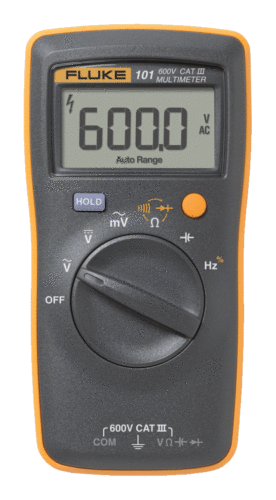 FLUKE 101 600V CAT III
MULTIMETER
600.0 V
AC
Auto Range
HOLD
mV Ω
V
V Hz%
OFF
600V CAT III
COM VΩ